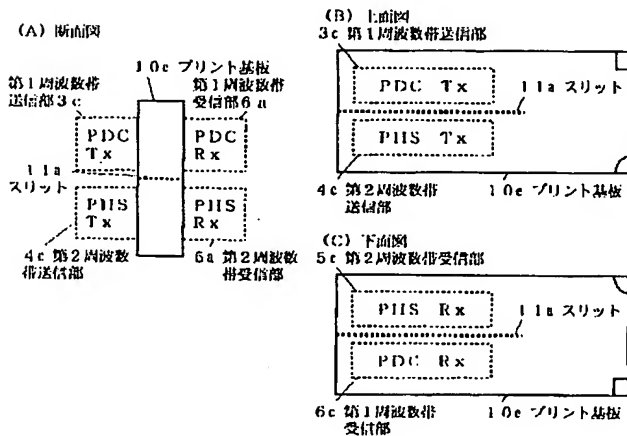 (A) 断面図
10c プリント基板
第1周波数帯
送信部3c
第1周波数帯
受信部6a
PDC
Tx
PDC
Rx
11a
スリット
PHS
Tx
PHS
Rx
4c 第2周波数
帯送信部
6a 第2周波数
帯受信部
(B) 上面図
3c 第1周波数帯送信部
PDC Tx
11a スリット
PHS Tx
4c 第2周波数帯
送信部
10e プリント基板
(C) 下面図
5c 第2周波数帯受信部
PHS Rx
11a スリット
PDC Rx
6c 第1周波数帯
受信部
10e プリント基板